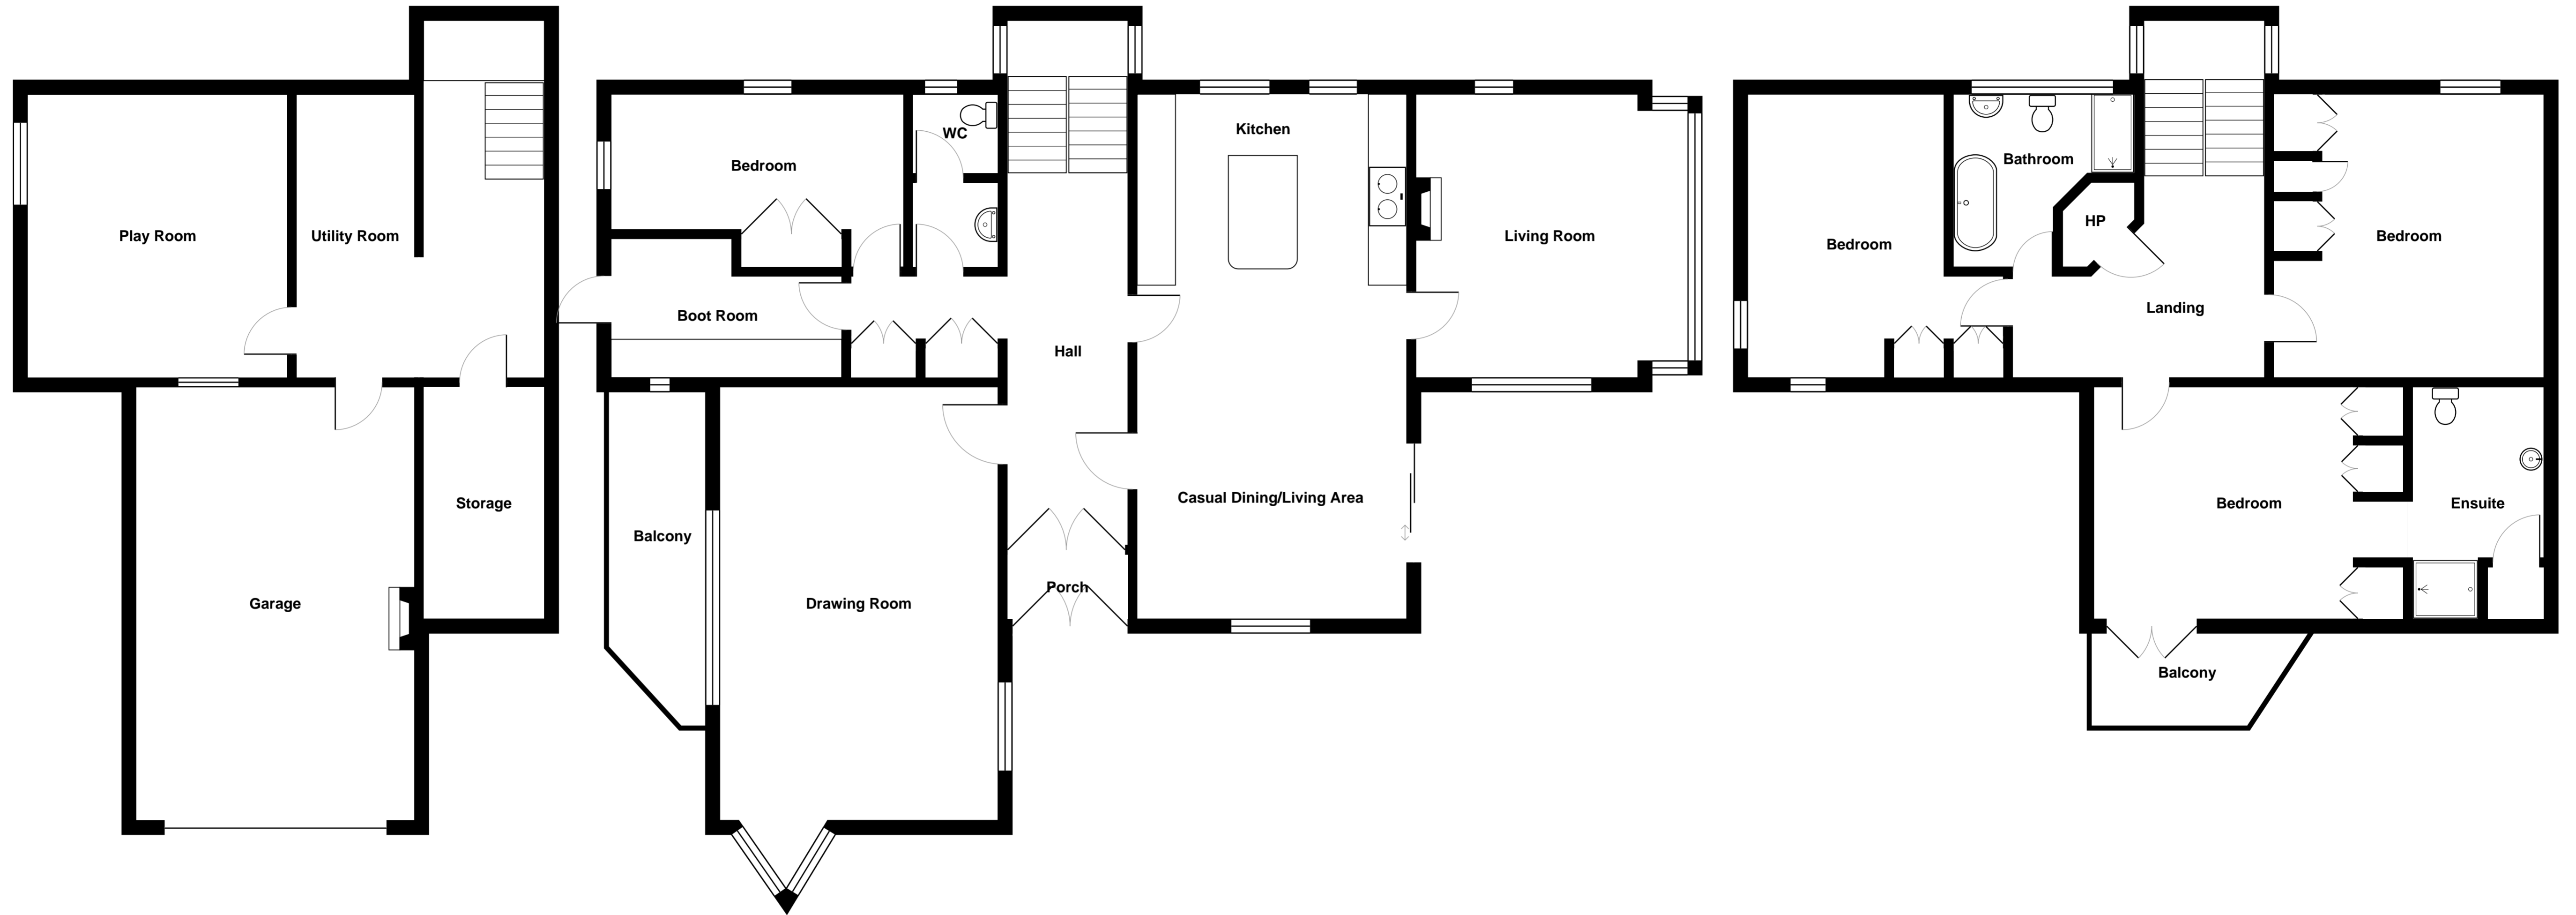 Play Room
Utility Room
Storage
Garage
Bedroom
WC
Boot Room
Hall
Kitchen
Living Room
Casual Dining/Living Area
Balcony
Drawing Room
Porch
Bedroom
Bathroom
HP
Landing
Bedroom
Bedroom
Ensuite
Balcony